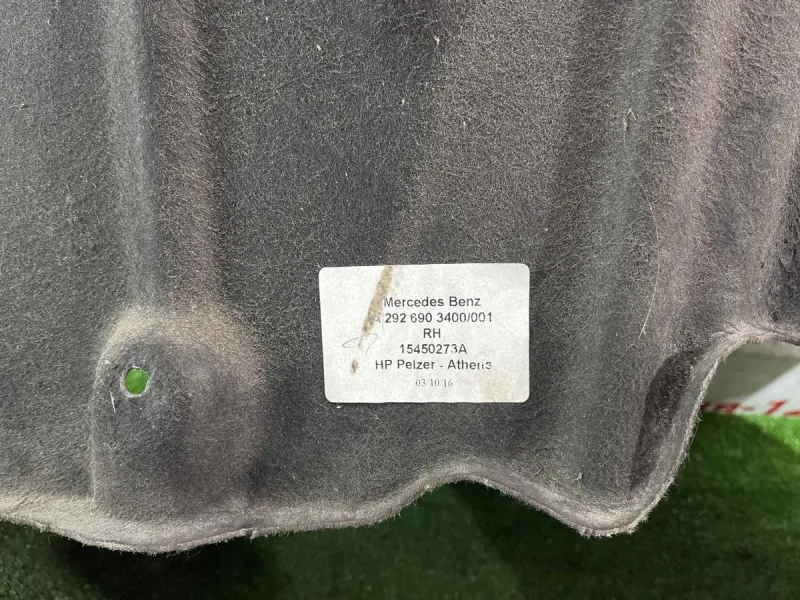 Mercedes Benz
A 292 690 3400/001
RH
15450273A
HP Pelzer - Athens
03/10/16